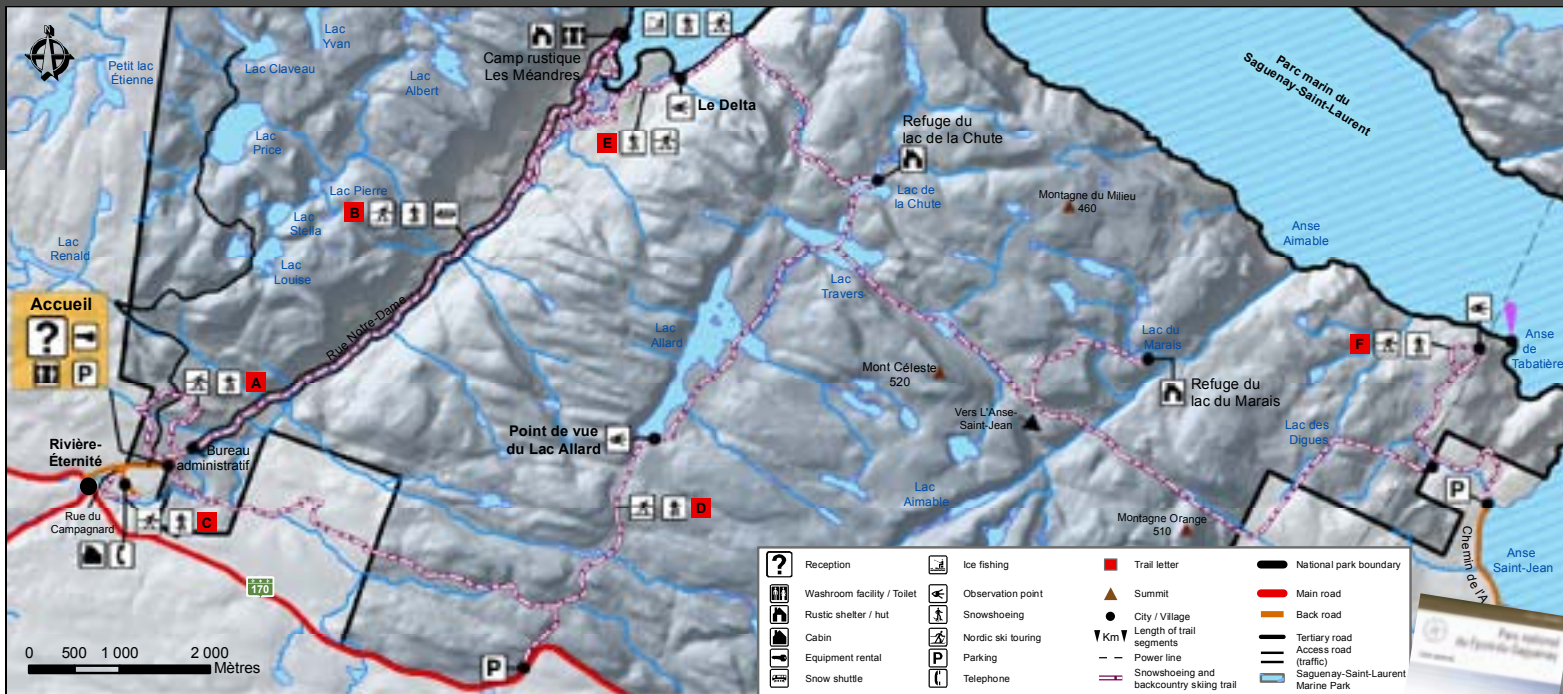 N
Petit lac
Étienne
Lac
Yvan
Lac Claveau
Lac
Albert
Camp rustique
Les Méandres
Le Delta
E
Refuge du
lac de la Chute
Lac de
la Chute
Parc marin du
Saguenay-Saint-Laurent
Lac
Price
Lac Pierre
B
Lac
Stella
Lac
Renald
Lac
Louise
Montagne du Milieu
460
Anse
Aimable
Lac
Travers
Accueil
?
P
Rue Notre-Dame
Lac
Allard
Mont Céleste
520
Lac du
Marais
F
Anse
de
Tabatière
A
Refuge du
lac du Marais
Vers L'Anse-
Saint-Jean
Point de vue
du Lac Allard
Lac des
Digues
Rivière-
Éternité
Bureau
administratif
Lac
Aimable
P
Rue du
Campagnard
C
D
Montagne Orange
510
Chemin de l'A
Anse
Saint-Jean
170
P
0 500 1 000 2 000
Mètres
? Reception
Washroom facility / Toilet
Rustic shelter / hut
Cabin
Equipment rental
Snow shuttle
Ice fishing
Observation point
Snowshoeing
Nordic ski touring
P Parking
Telephone
Trail letter
Summit
City / Village
Km Length of trail
segments
Power line
Snowshoeing and
backcountry skiing trail
National park boundary
Main road
Back road
Tertiary road
Access road
(traffic)
Saguenay-Saint-Laurent
Marine Park